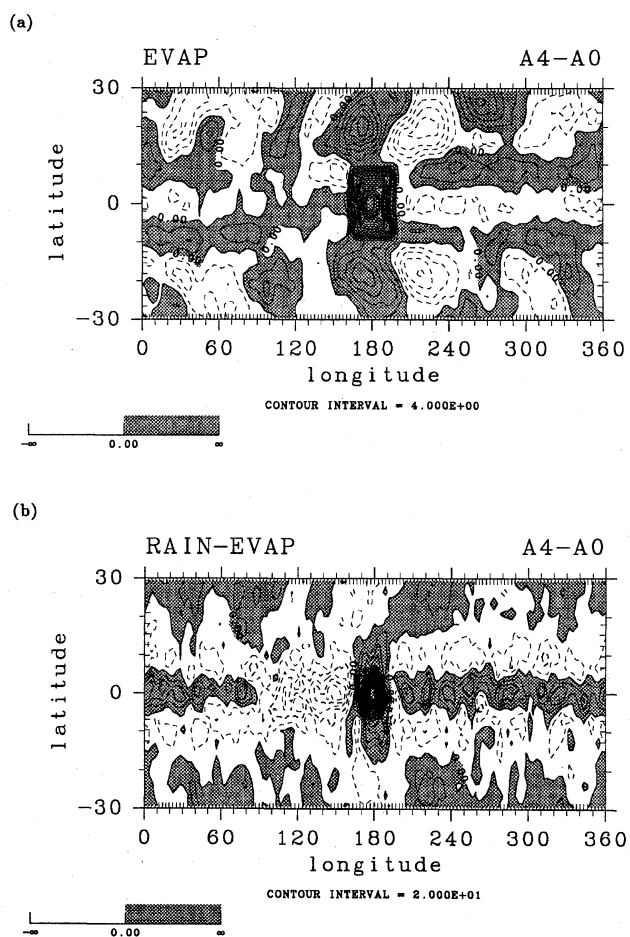 (a)
EVAP A4-A0
30
0
-30
latitude
0 60 120 180 240 300 360
longitude
CONTOUR INTERVAL = 4.000E+00
-∞ 0.00 ∞
(b)
RAIN-EVAP A4-A0
30
0
-30
latitude
0 60 120 180 240 300 360
longitude
CONTOUR INTERVAL = 2.000E+01
-∞ 0.00 ∞